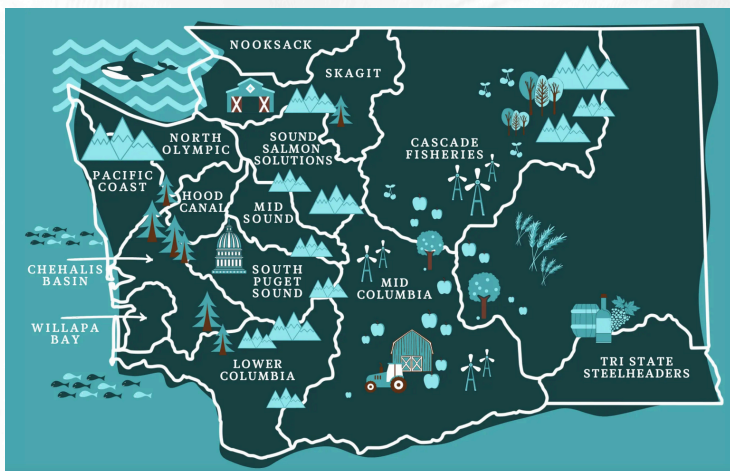 NOOKSACK
SKAGIT
NORTH
OLYMPIC
SOUND
SALMON
SOLUTIONS
CASCADE
FISHERIES
PACIFIC
COAST
HOOD
CANAL
MID
SOUND
CHEHALIS
BASIN
SOUTH
PUGET
SOUND
MID
COLUMBIA
WILLAPA
BAY
LOWER
COLUMBIA
TRI STATE
STEELHEADERS